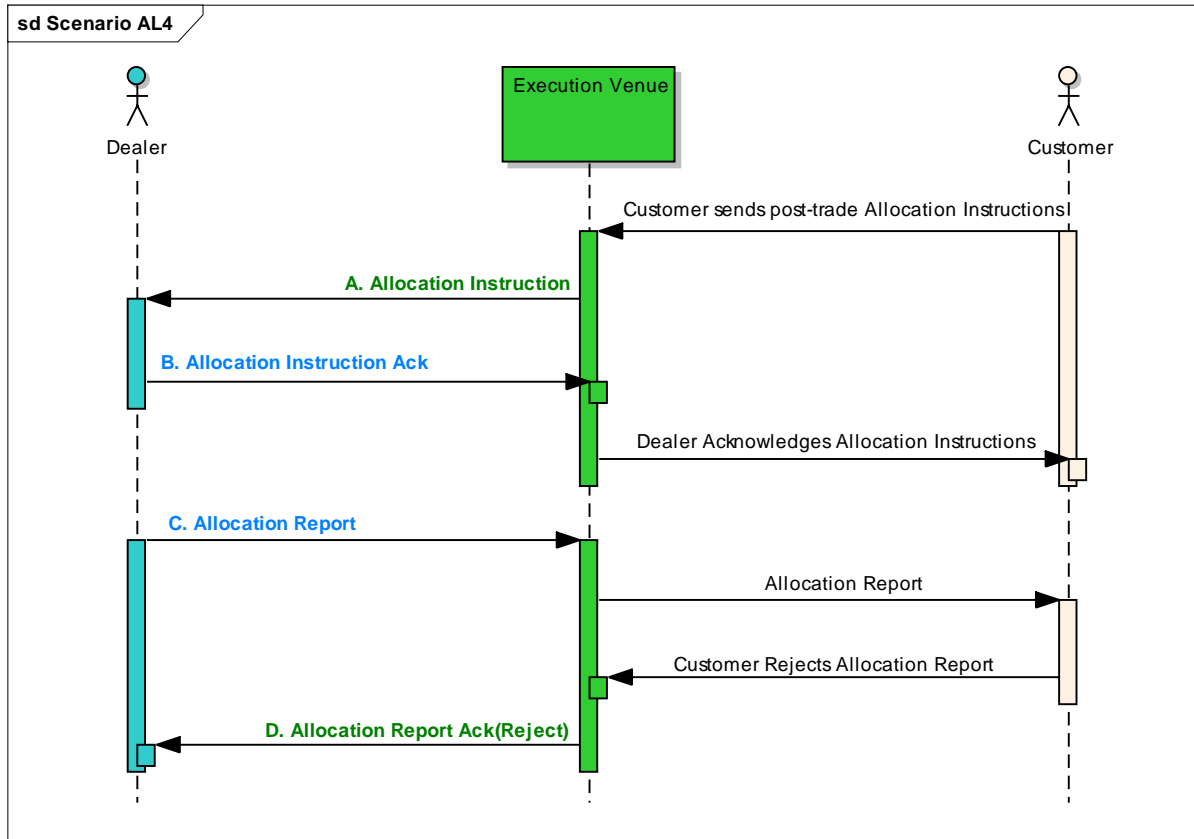 sd Scenario AL4
Dealer
Execution Venue
Customer
Customer sends post-trade Allocation Instructions
A. Allocation Instruction
B. Allocation Instruction Ack
Dealer Acknowledges Allocation Instructions
C. Allocation Report
Allocation Report
Customer Rejects Allocation Report
D. Allocation Report Ack(Reject)